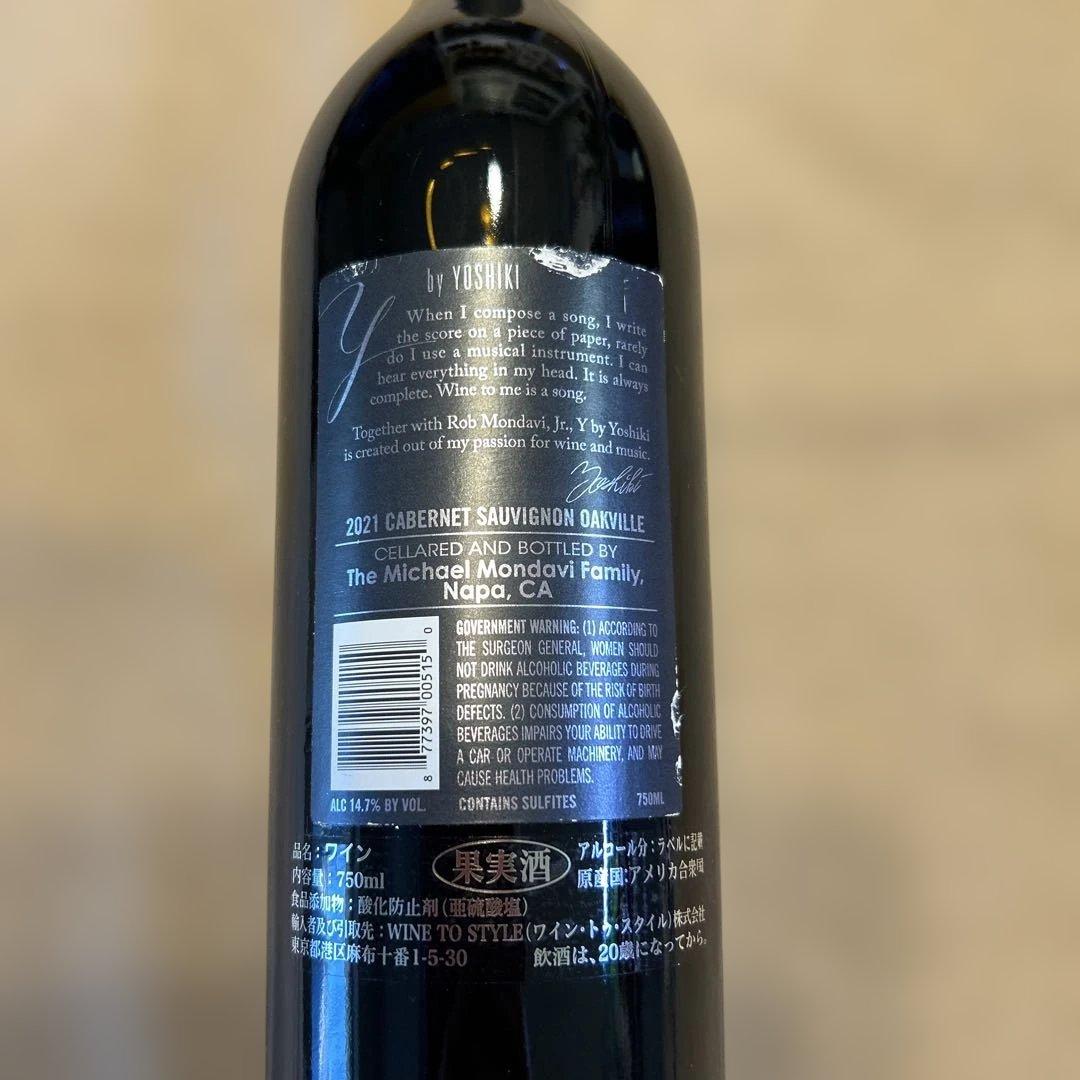 by YOSHIKI
Y
When I compose a song, I write
the score on a piece of paper, rarely
do I use a musical instrument. I can
hear everything in my head. It is always
complete. Wine to me is a song.
Together with Rob Mondavi, Jr., Y by Yoshiki
is created out of my passion for wine and music.
Yoshiki
2021 CABERNET SAUVIGNON OAKVILLE
CELLARED AND BOTTLED BY
The Michael Mondavi Family,
Napa, CA
8 77397 00515 0
GOVERNMENT WARNING: (1) ACCORDING TO
THE SURGEON GENERAL, WOMEN SHOULD
NOT DRINK ALCOHOLIC BEVERAGES DURING
PREGNANCY BECAUSE OF THE RISK OF BIRTH
DEFECTS. (2) CONSUMPTION OF ALCOHOLIC
BEVERAGES IMPAIRS YOUR ABILITY TO DRIVE
A CAR OR OPERATE MACHINERY, AND MAY
CAUSE HEALTH PROBLEMS.
ALC 14.7% BY VOL. CONTAINS SULFITES 750ML
品名：ワイン
果実酒
アルコール分：ラベルに記載
内容量：750ml
原産国：アメリカ合衆国
食品添加物：酸化防止剤(亜硫酸塩)
輸入者及び引取先：WINE TO STYLE(ワイン・トゥ・スタイル)株式会社
東京都港区麻布十番1-5-30 飲酒は、20歳になってから。